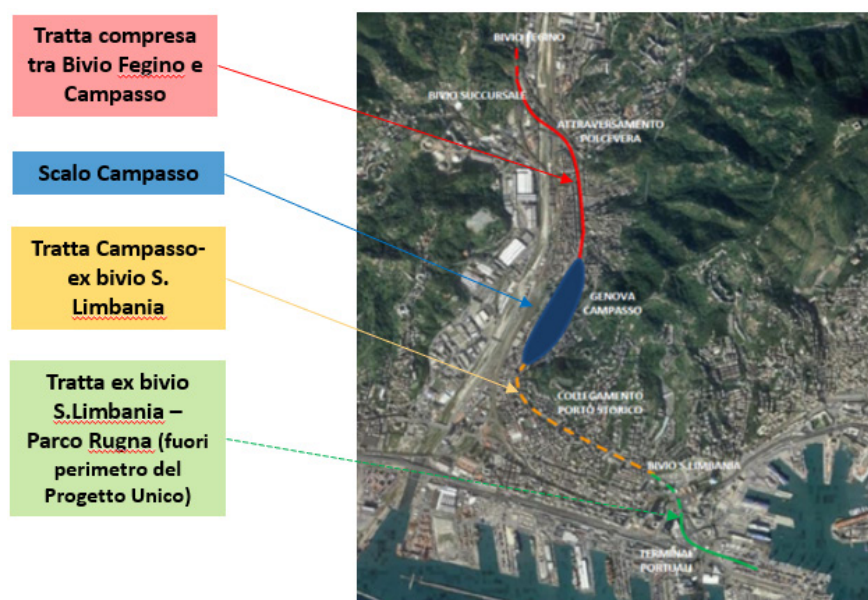 Tratta compresa
tra Bivio Fegino e
Campasso
Scalo Campasso
Tratta Campasso-
ex bivio S.
Limbania
Tratta ex bivio
S.Limbania –
Parco Rugna (fuori
perimetro del
Progetto Unico)
BIVIO FEGINO
BIVIO SUCCURSALE
ATTRAVERSAMENTO
POLCEVERA
GENOVA
CAMPASSO
COLLEGAMENTO
PORTO STORICO
BIVIO S.LIMBANIA
TERMINAL
PORTUALI